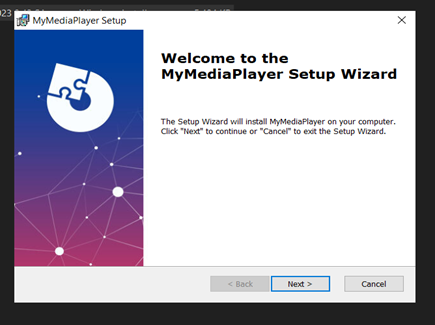 MyMediaPlayer Setup
Welcome to the
MyMediaPlayer Setup Wizard
The Setup Wizard will install MyMediaPlayer on your computer.
Click "Next" to continue or "Cancel" to exit the Setup Wizard.
< Back Next > Cancel